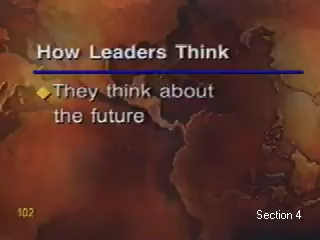 How Leaders Think
They think about
the future
102
Section 4